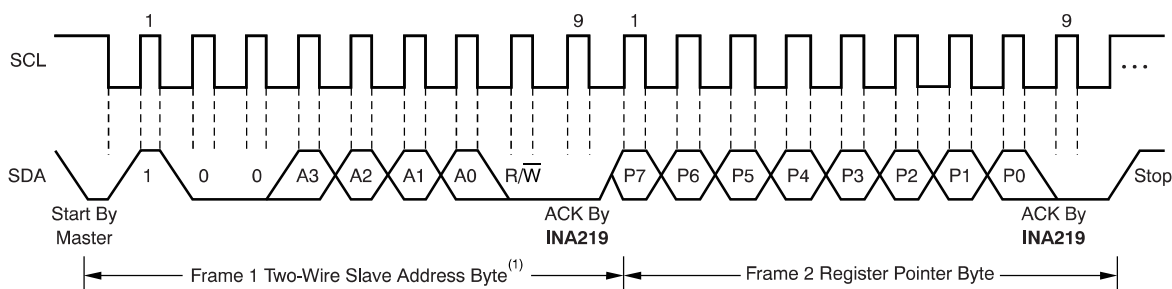 1 9 1 9
SCL
...
SDA
1 0 0 A3 A2 A1 A0 R/W̅ P7 P6 P5 P4 P3 P2 P1 P0 Stop
Start By
Master
ACK By
INA219
ACK By
INA219
Frame 1 Two-Wire Slave Address Byte(1)
Frame 2 Register Pointer Byte